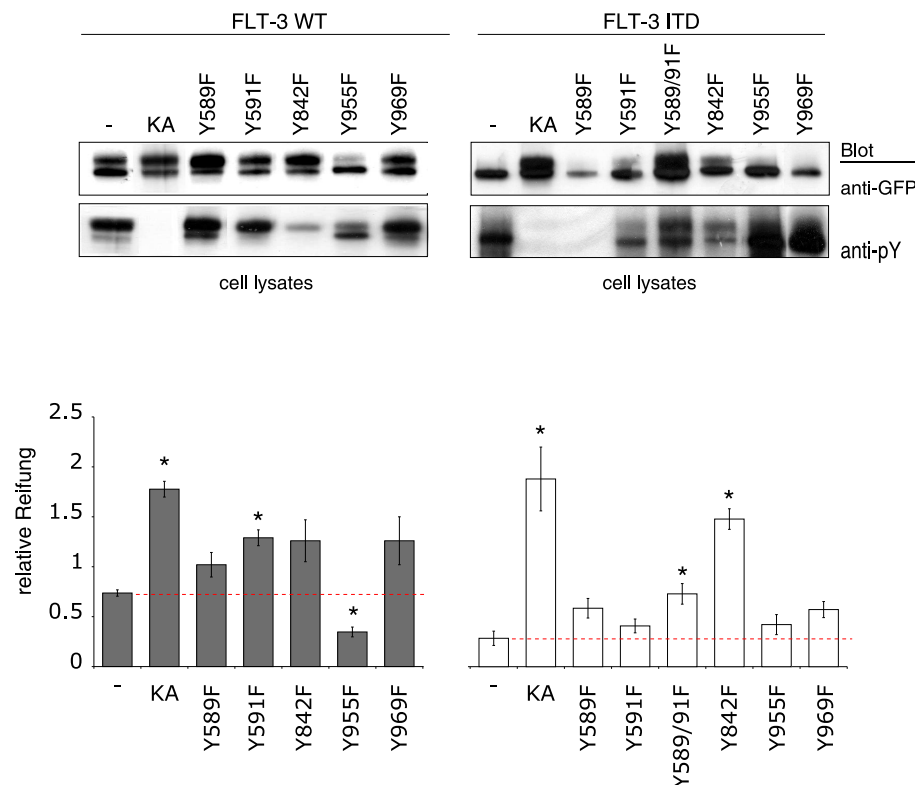 FLT-3 WT
FLT-3 ITD
- KA Y589F Y591F Y842F Y955F Y969F
- KA Y589F Y591F Y589/91F Y842F Y955F Y969F
Blot
anti-GFP
anti-pY
cell lysates
cell lysates
relative Reifung
2.5
2
1.5
1
0.5
0
* * *
* * *
- KA Y589F Y591F Y842F Y955F Y969F
- KA Y589F Y591F Y589/91F Y842F Y955F Y969F